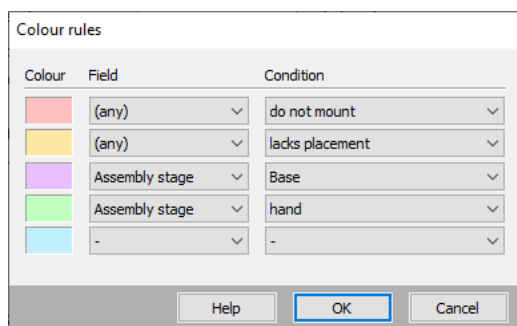 Colour rules
Colour Field Condition
(any) do not mount
(any) lacks placement
Assembly stage Base
Assembly stage hand
- -
Help OK Cancel